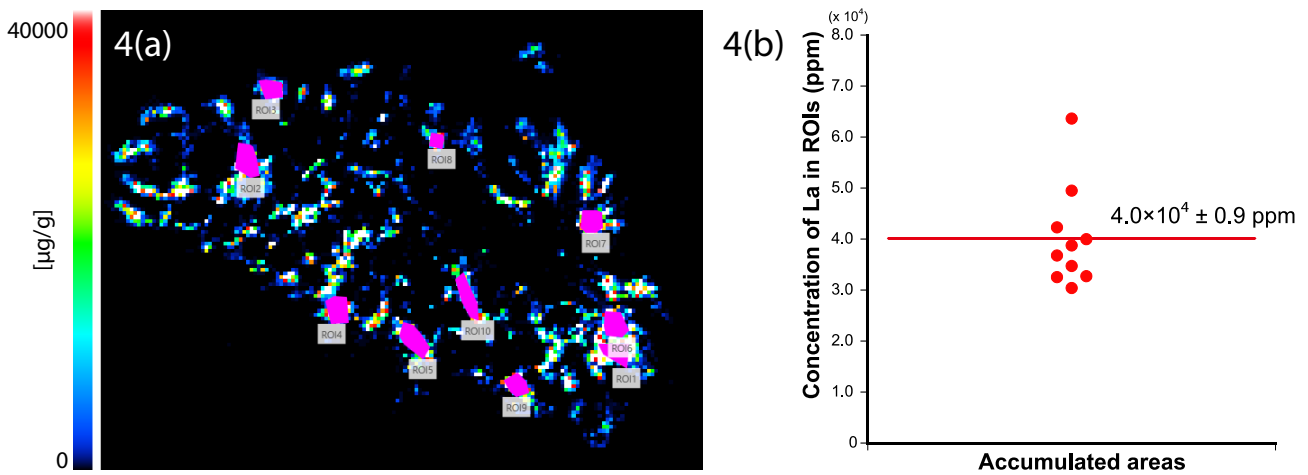 40000
[µg/g]
0
4(a)
ROI3
ROI8
ROI2
ROI7
ROI4
ROI10
ROI6
ROI5
ROI1
ROI9
4(b)
(x 10⁴)
Concentration of La in ROIs (ppm)
8.0
7.0
6.0
5.0
4.0
3.0
2.0
1.0
0
4.0×10⁴ ± 0.9 ppm
Accumulated areas